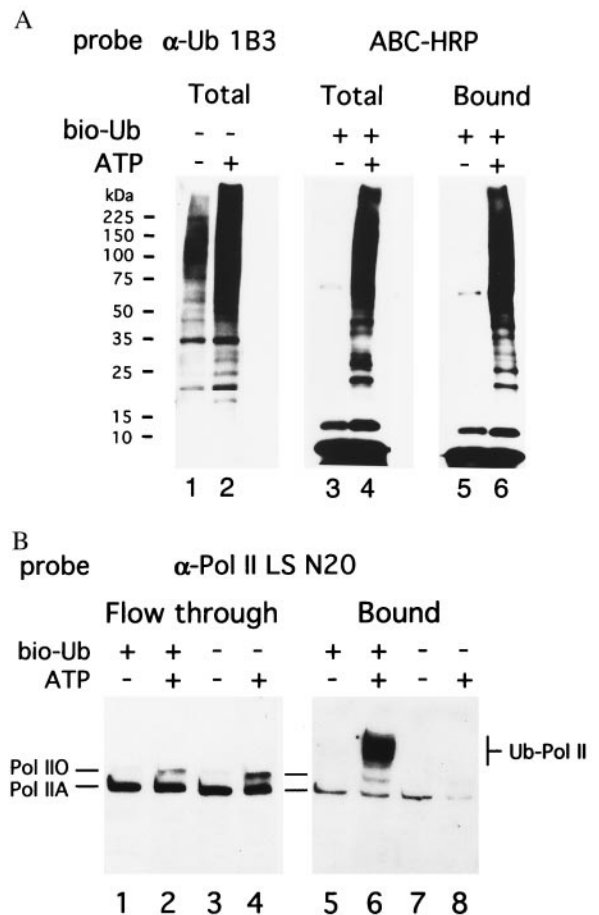 A
probe α-Ub 1B3 ABC-HRP
Total Total Bound
bio-Ub - - + + + +
ATP - + - + - +
kDa
225
150
100
75
50
35
25
15
10
1 2 3 4 5 6
B
probe α-Pol II LS N20
Flow through Bound
bio-Ub + + - - + + - -
ATP - + - + - + - +
Pol IIO
Ub-Pol II
Pol IIA
1 2 3 4 5 6 7 8